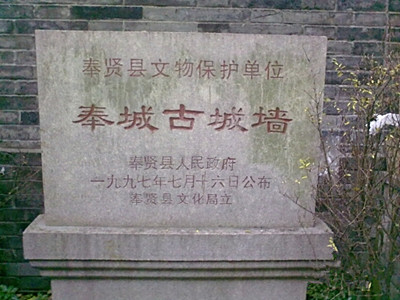 奉贤县文物保护单位
奉城古城墙
奉贤县人民政府
一九九七年七月十六日公布
奉贤县文化局立